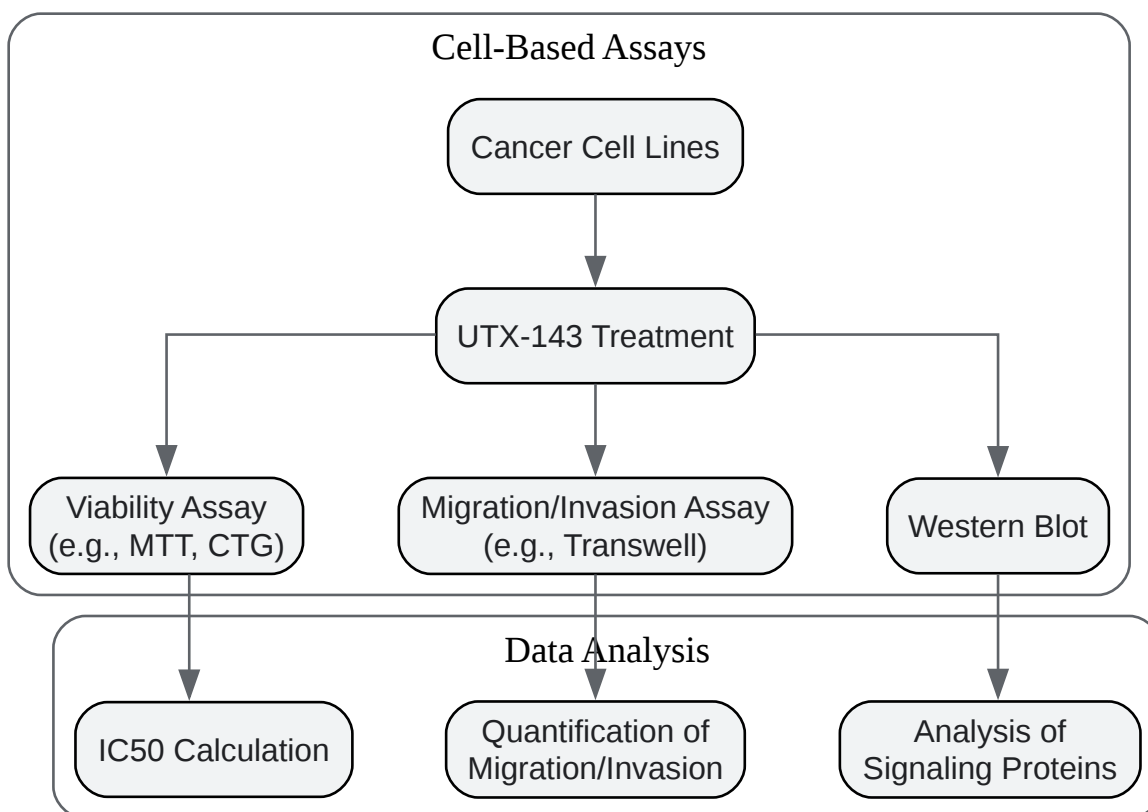 Cell-Based Assays
Cancer Cell Lines
UTX-143 Treatment
Viability Assay
(e.g., MTT, CTG)
Migration/Invasion Assay
(e.g., Transwell)
Western Blot
Data Analysis
IC50 Calculation
Quantification of
Migration/Invasion
Analysis of
Signaling Proteins